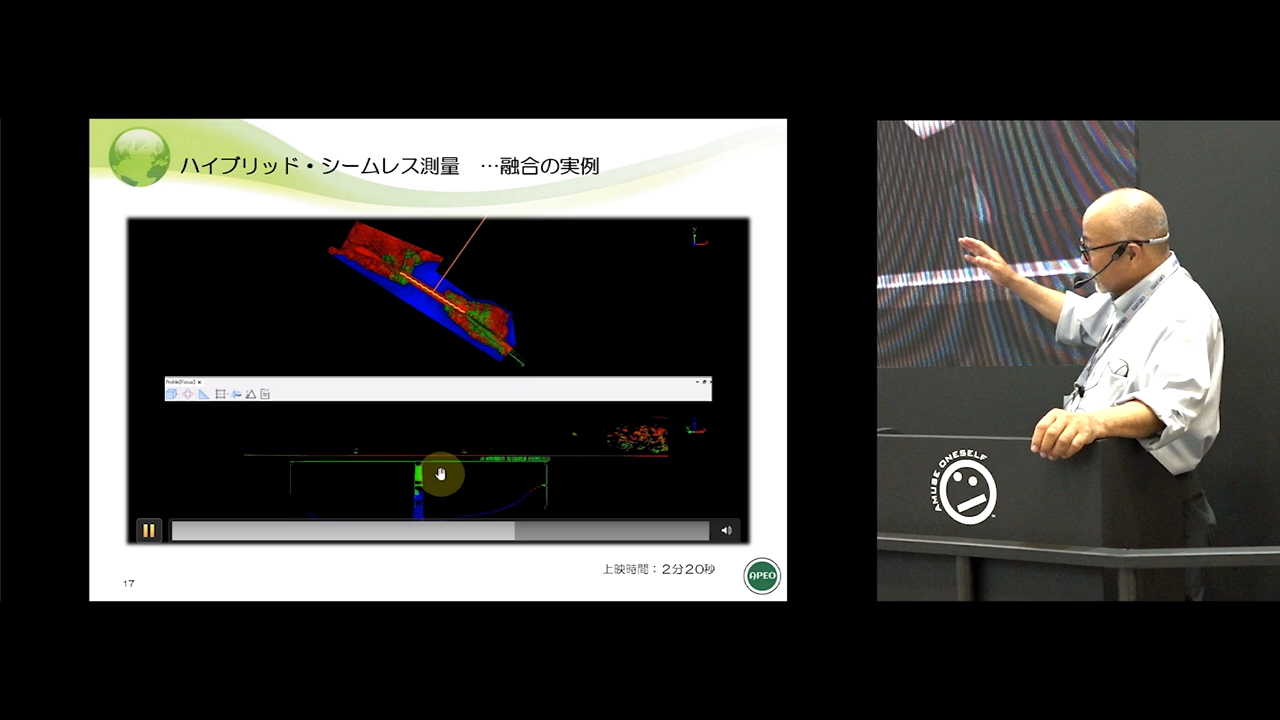 ハイブリッド・シームレス測量　…融合の実例
Profile[Focus]
上映時間：２分２０秒
17
APEO
AMUSE ONESELF